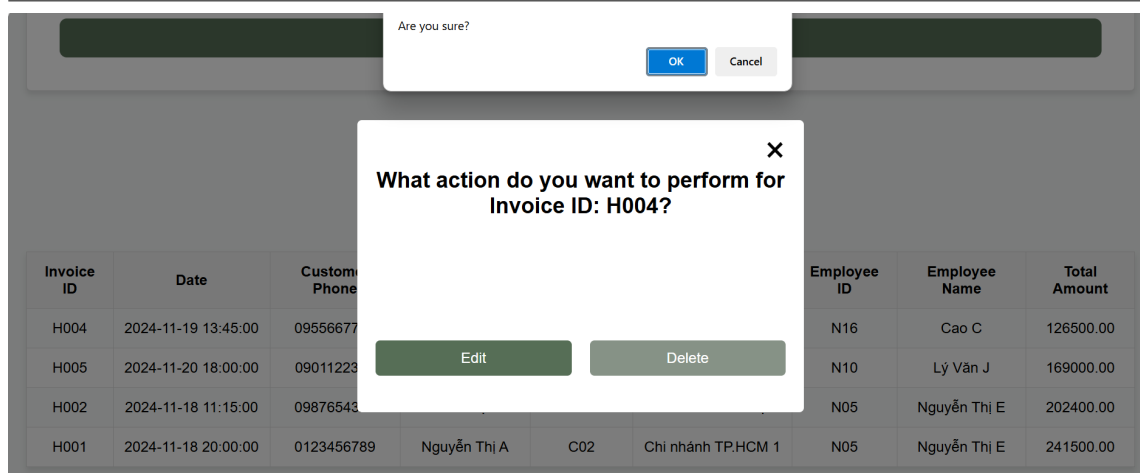 Are you sure?
OK Cancel
What action do you want to perform for
Invoice ID: H004?
Edit Delete
Invoice ID Date Employee ID Employee Name Total Amount
H004 2024-11-19 13:45:00 N16 Cao C 126500.00
H005 2024-11-20 18:00:00 N10 Lý Văn J 169000.00
H002 2024-11-18 11:15:00 N05 Nguyễn Thị E 202400.00
H001 2024-11-18 20:00:00 0123456789 Nguyễn Thị A C02 Chi nhánh TP.HCM 1 N05 Nguyễn Thị E 241500.00